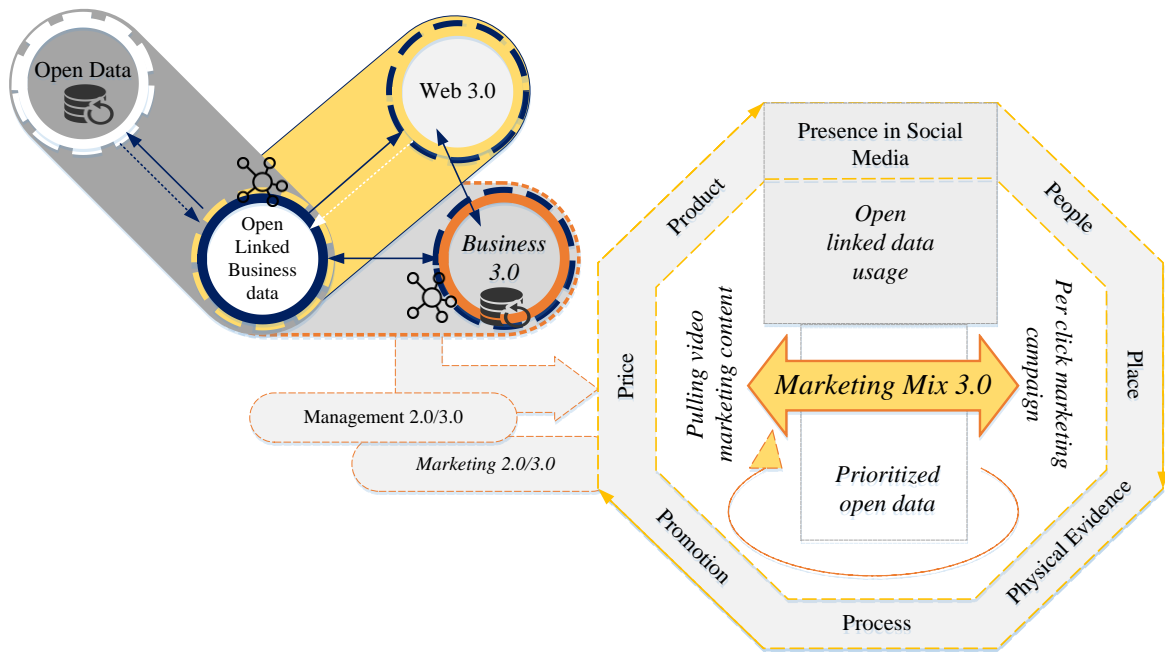 Open Data
Web 3.0
Open
Linked
Business
data
Business
3.0
Management 2.0/3.0
Marketing 2.0/3.0
Presence in Social
Media
Product
People
Open
linked data
usage
Price
Pulling video
marketing content
Marketing Mix 3.0
Per click marketing
campaign
Place
Prioritized
open data
Promotion
Physical Evidence
Process